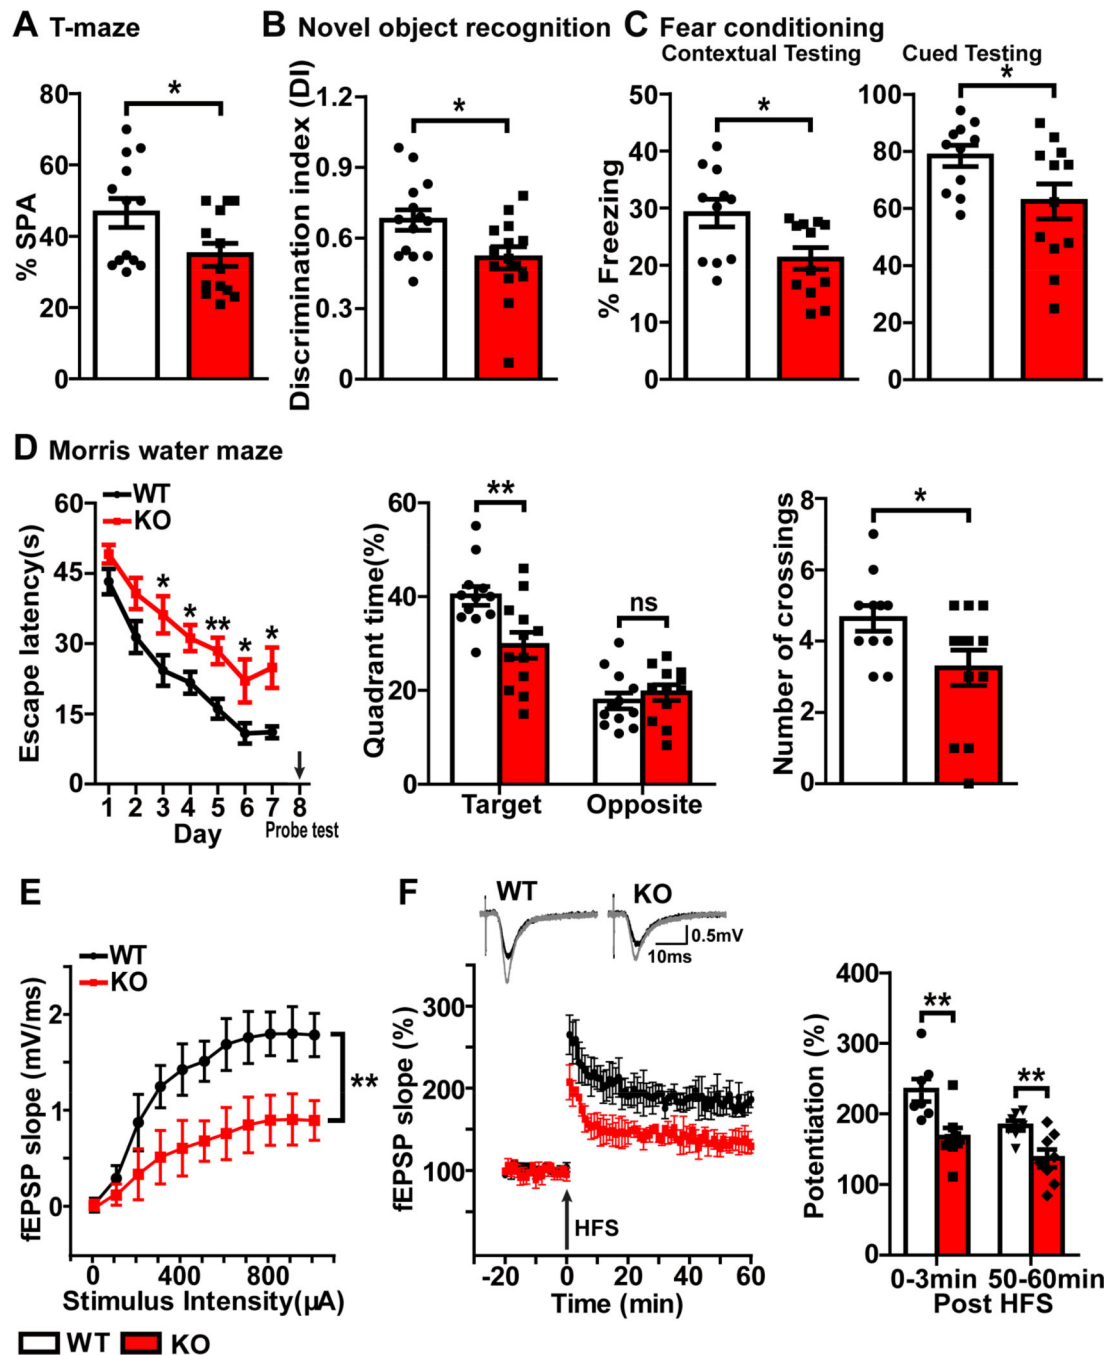 A T-maze
B Novel object recognition
C Fear conditioning
Contextual Testing
Cued Testing
% SPA
80
60
40
20
0
*
Discrimination index (DI)
1.2
0.9
0.6
0.3
0
*
% Freezing
50
40
30
20
10
0
*
100
80
60
40
20
0
*
D Morris water maze
WT
KO
Escape latency(s)
60
45
30
15
0
* * ** * *
1 2 3 4 5 6 7 8
Day
Probe test
Quadrant time(%)
60
40
20
0
**
ns
Target Opposite
Number of crossings
8
6
4
2
0
*
E
WT
KO
fEPSP slope (mV/ms)
2
1
0
**
0 400 800
Stimulus Intensity(μA)
F
WT KO
0.5mV
10ms
fEPSP slope (%)
300
200
100
HFS
-20 0 20 40 60
Time (min)
Potentiation (%)
400
300
200
100
0
**
**
0-3min 50-60min
Post HFS
WT KO